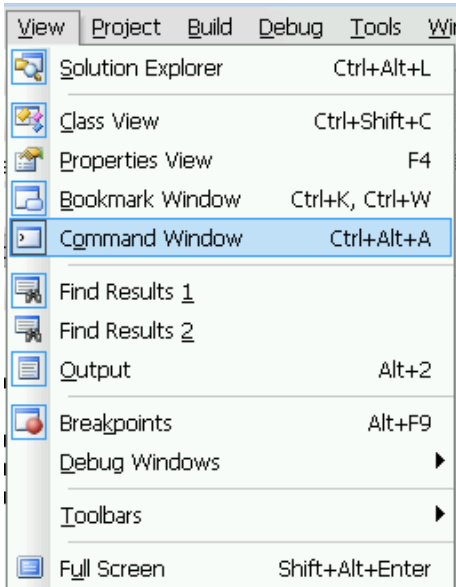 View Project Build Debug Tools
Solution Explorer Ctrl+Alt+L
Class View Ctrl+Shift+C
Properties View F4
Bookmark Window Ctrl+K, Ctrl+W
Command Window Ctrl+Alt+A
Find Results 1
Find Results 2
Output Alt+2
Breakpoints Alt+F9
Debug Windows
Toolbars
Full Screen Shift+Alt+Enter